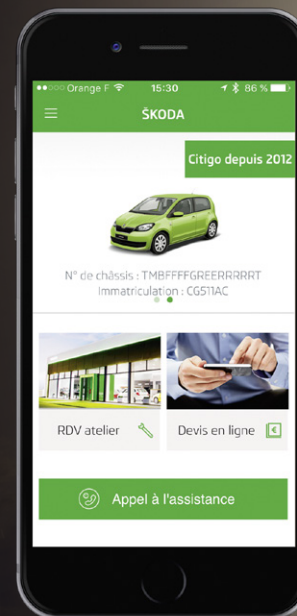 Orange F 15:30 86 %
ŠKODA
Citigo depuis 2012
N° de châssis : TMBFFFFGREERRRRRT
Immatriculation : CG511AC
RDV atelier
Devis en ligne
Appel à l'assistance